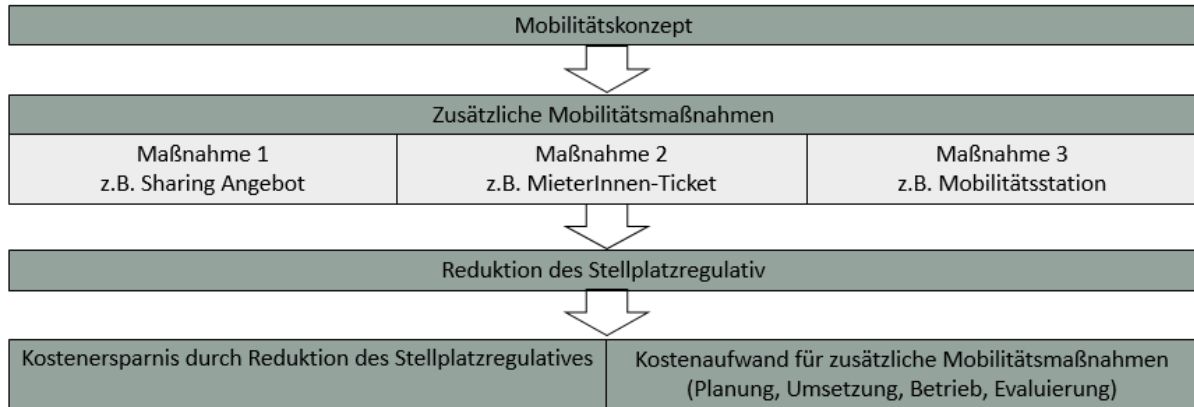 Mobilitätskonzept
Zusätzliche Mobilitätsmaßnahmen
Maßnahme 1
z.B. Sharing Angebot
Maßnahme 2
z.B. MieterInnen-Ticket
Maßnahme 3
z.B. Mobilitätsstation
Reduktion des Stellplatzregulativ
Kostenersparnis durch Reduktion des Stellplatzregulatives
Kostenaufwand für zusätzliche Mobilitätsmaßnahmen
(Planung, Umsetzung, Betrieb, Evaluierung)